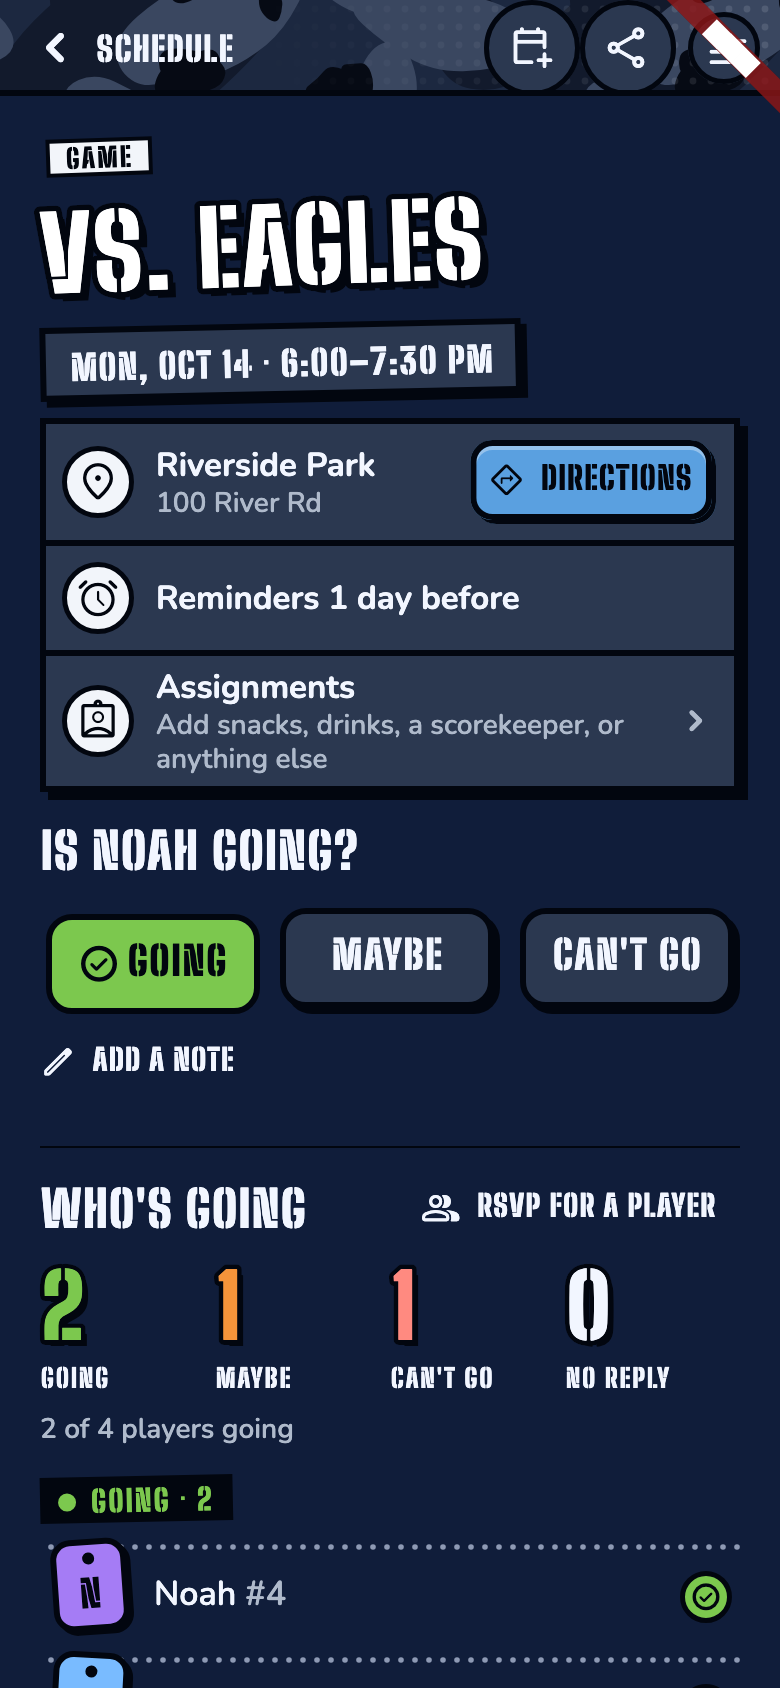 SCHEDULE
GAME
VS. EAGLES
MON, OCT 14 · 6:00–7:30 PM
Riverside Park
100 River Rd
DIRECTIONS
Reminders 1 day before
Assignments
Add snacks, drinks, a scorekeeper, or
anything else
IS NOAH GOING?
GOING
MAYBE
CAN'T GO
ADD A NOTE
WHO'S GOING
RSVP FOR A PLAYER
2
1
1
0
GOING
MAYBE
CAN'T GO
NO REPLY
2 of 4 players going
GOING · 2
N
Noah #4